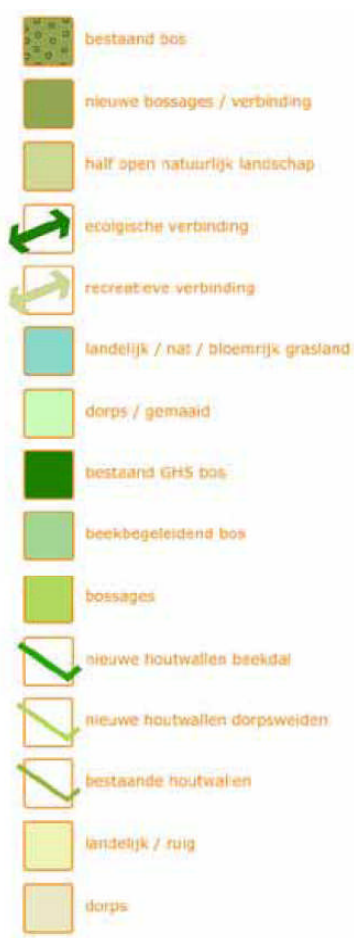 bestaand bos
nieuwe bossages / verbinding
half open natuurlijk landschap
ecolgische verbinding
recreatieve verbinding
landelijk / nat / bloemrijk grasland
dorps / gemaaid
bestaand GHS bos
beekbegeleidend bos
bossages
nieuwe houtwallen beekdal
nieuwe houtwallen dorpsweiden
bestaande houtwallen
landelijk / ruig
dorps